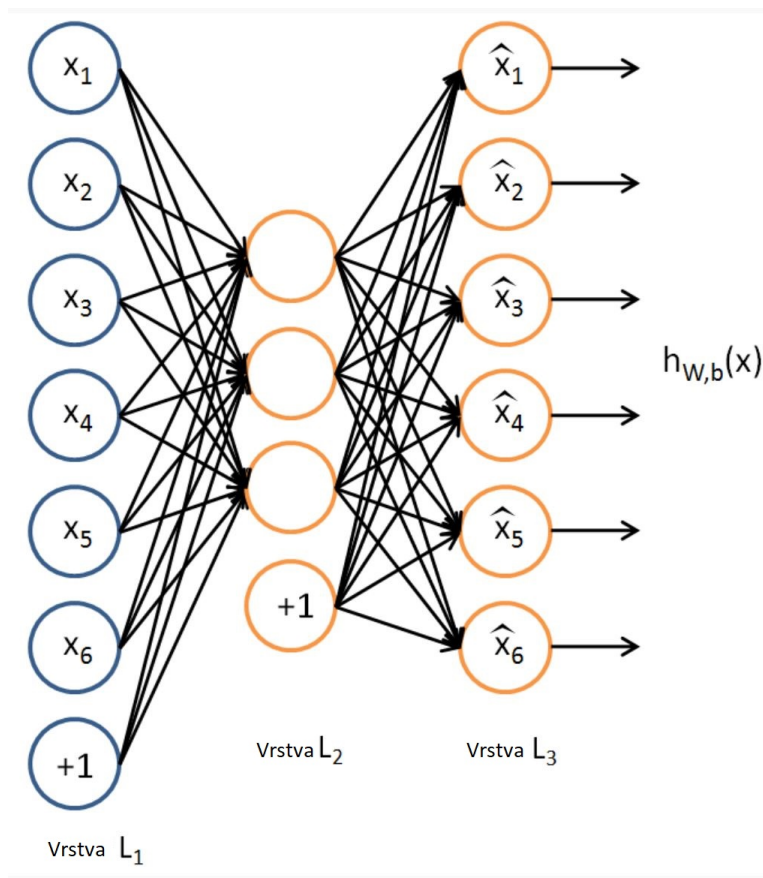 x₁
x₂
x₃
x₄
x₅
x₆
+1
Vrstva L₁
+1
Vrstva L₂
x̂₁
x̂₂
x̂₃
x̂₄
x̂₅
x̂₆
Vrstva L₃
h_W,b(x)